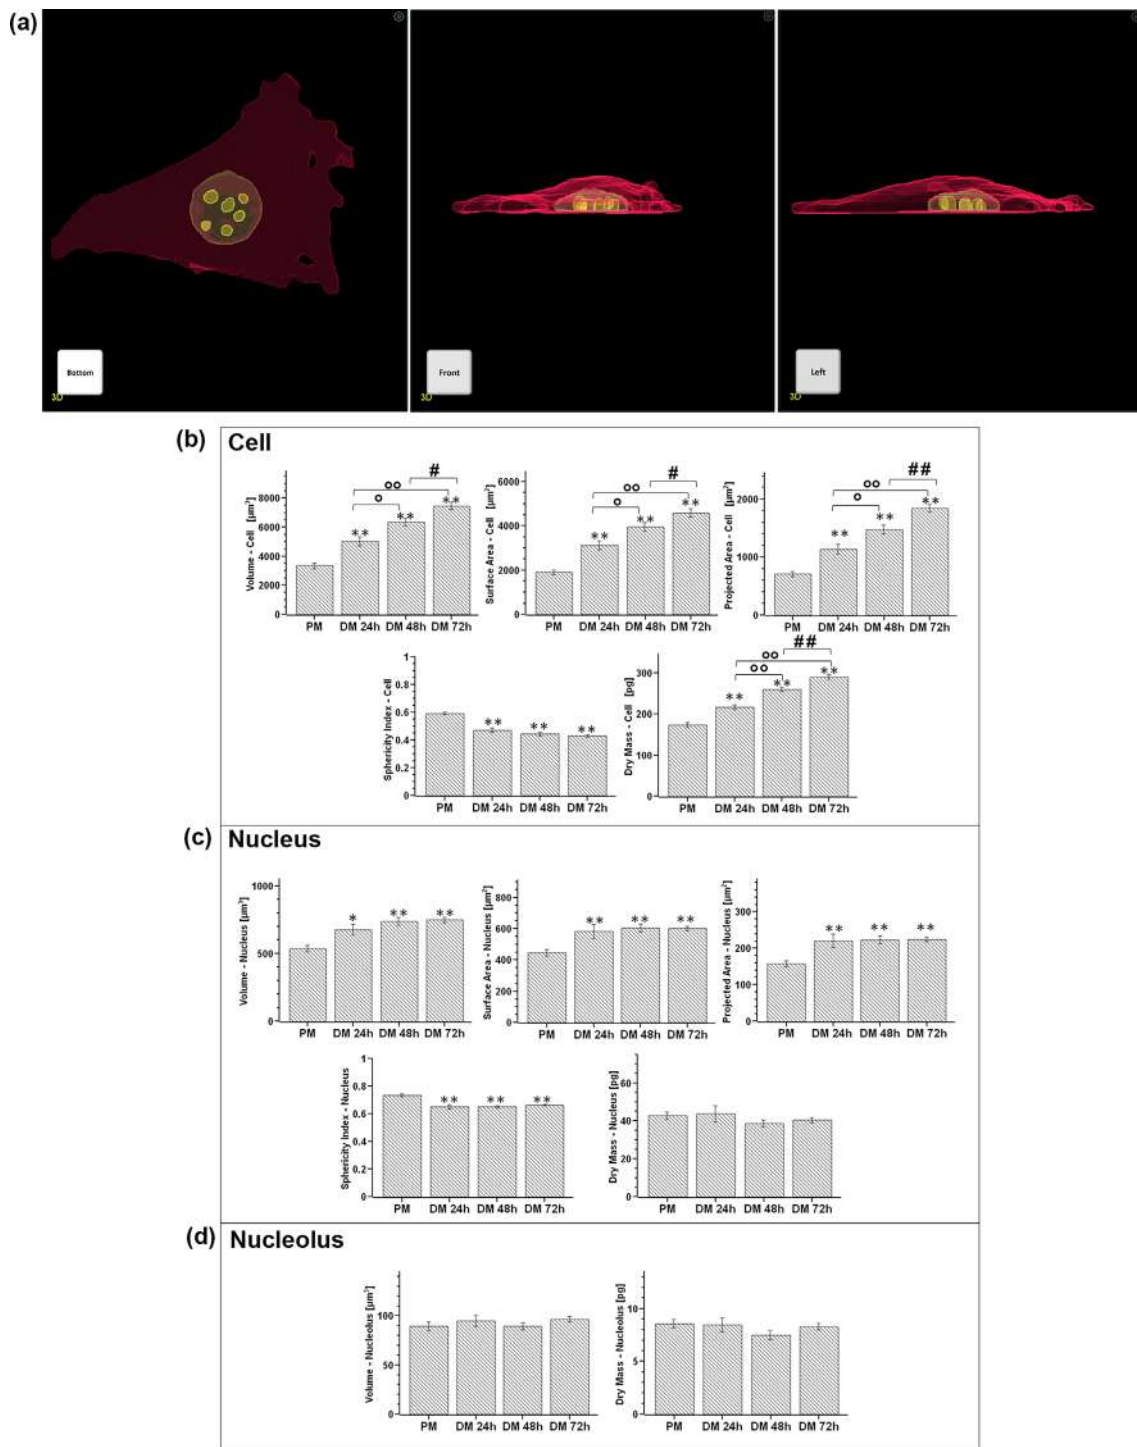 (a)
Bottom
3D
Front
3D
Left
3D
(b) Cell
Volume - Cell [µm³]
8000
6000
4000
2000
0
PM DM 24h DM 48h DM 72h
** ** **
° °° #
Surface Area - Cell [µm²]
6000
4000
2000
0
PM DM 24h DM 48h DM 72h
** ** **
° °° #
Projected Area - Cell [µm²]
2000
1000
0
PM DM 24h DM 48h DM 72h
** ** **
° °° ##
Sphericity Index - Cell
1
0.8
0.6
0.4
0.2
0
PM DM 24h DM 48h DM 72h
** ** **
Dry Mass - Cell [pg]
300
200
100
0
PM DM 24h DM 48h DM 72h
** ** **
°° °° ##
(c) Nucleus
Volume - Nucleus [µm³]
1000
500
0
PM DM 24h DM 48h DM 72h
* ** **
Surface Area - Nucleus [µm²]
800
600
400
200
0
PM DM 24h DM 48h DM 72h
** ** **
Projected Area - Nucleus [µm²]
300
200
100
0
PM DM 24h DM 48h DM 72h
** ** **
Sphericity Index - Nucleus
1
0.8
0.6
0.4
0.2
0
PM DM 24h DM 48h DM 72h
** ** **
Dry Mass - Nucleus [pg]
60
40
20
0
PM DM 24h DM 48h DM 72h
(d) Nucleolus
Volume - Nucleolus [µm³]
100
50
0
PM DM 24h DM 48h DM 72h
Dry Mass - Nucleolus [pg]
10
5
0
PM DM 24h DM 48h DM 72h